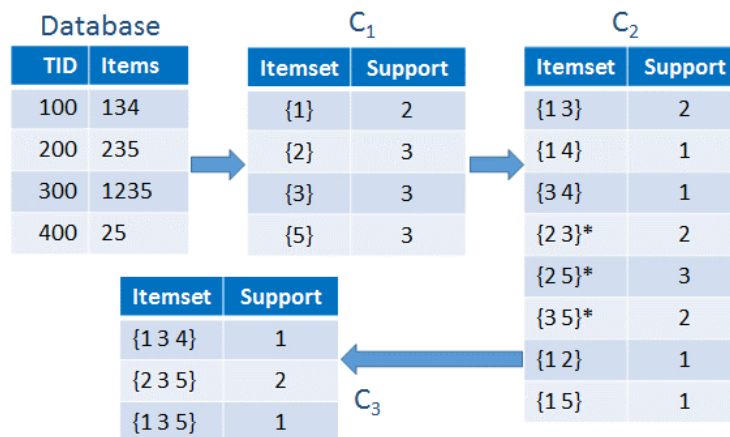 Database
TID Items
100 134
200 235
300 1235
400 25
C1
Itemset Support
{1} 2
{2} 3
{3} 3
{5} 3
C2
Itemset Support
{1 3} 2
{1 4} 1
{3 4} 1
{2 3}* 2
{2 5}* 3
{3 5}* 2
{1 2} 1
{1 5} 1
Itemset Support
{1 3 4} 1
{2 3 5} 2
{1 3 5} 1
C3